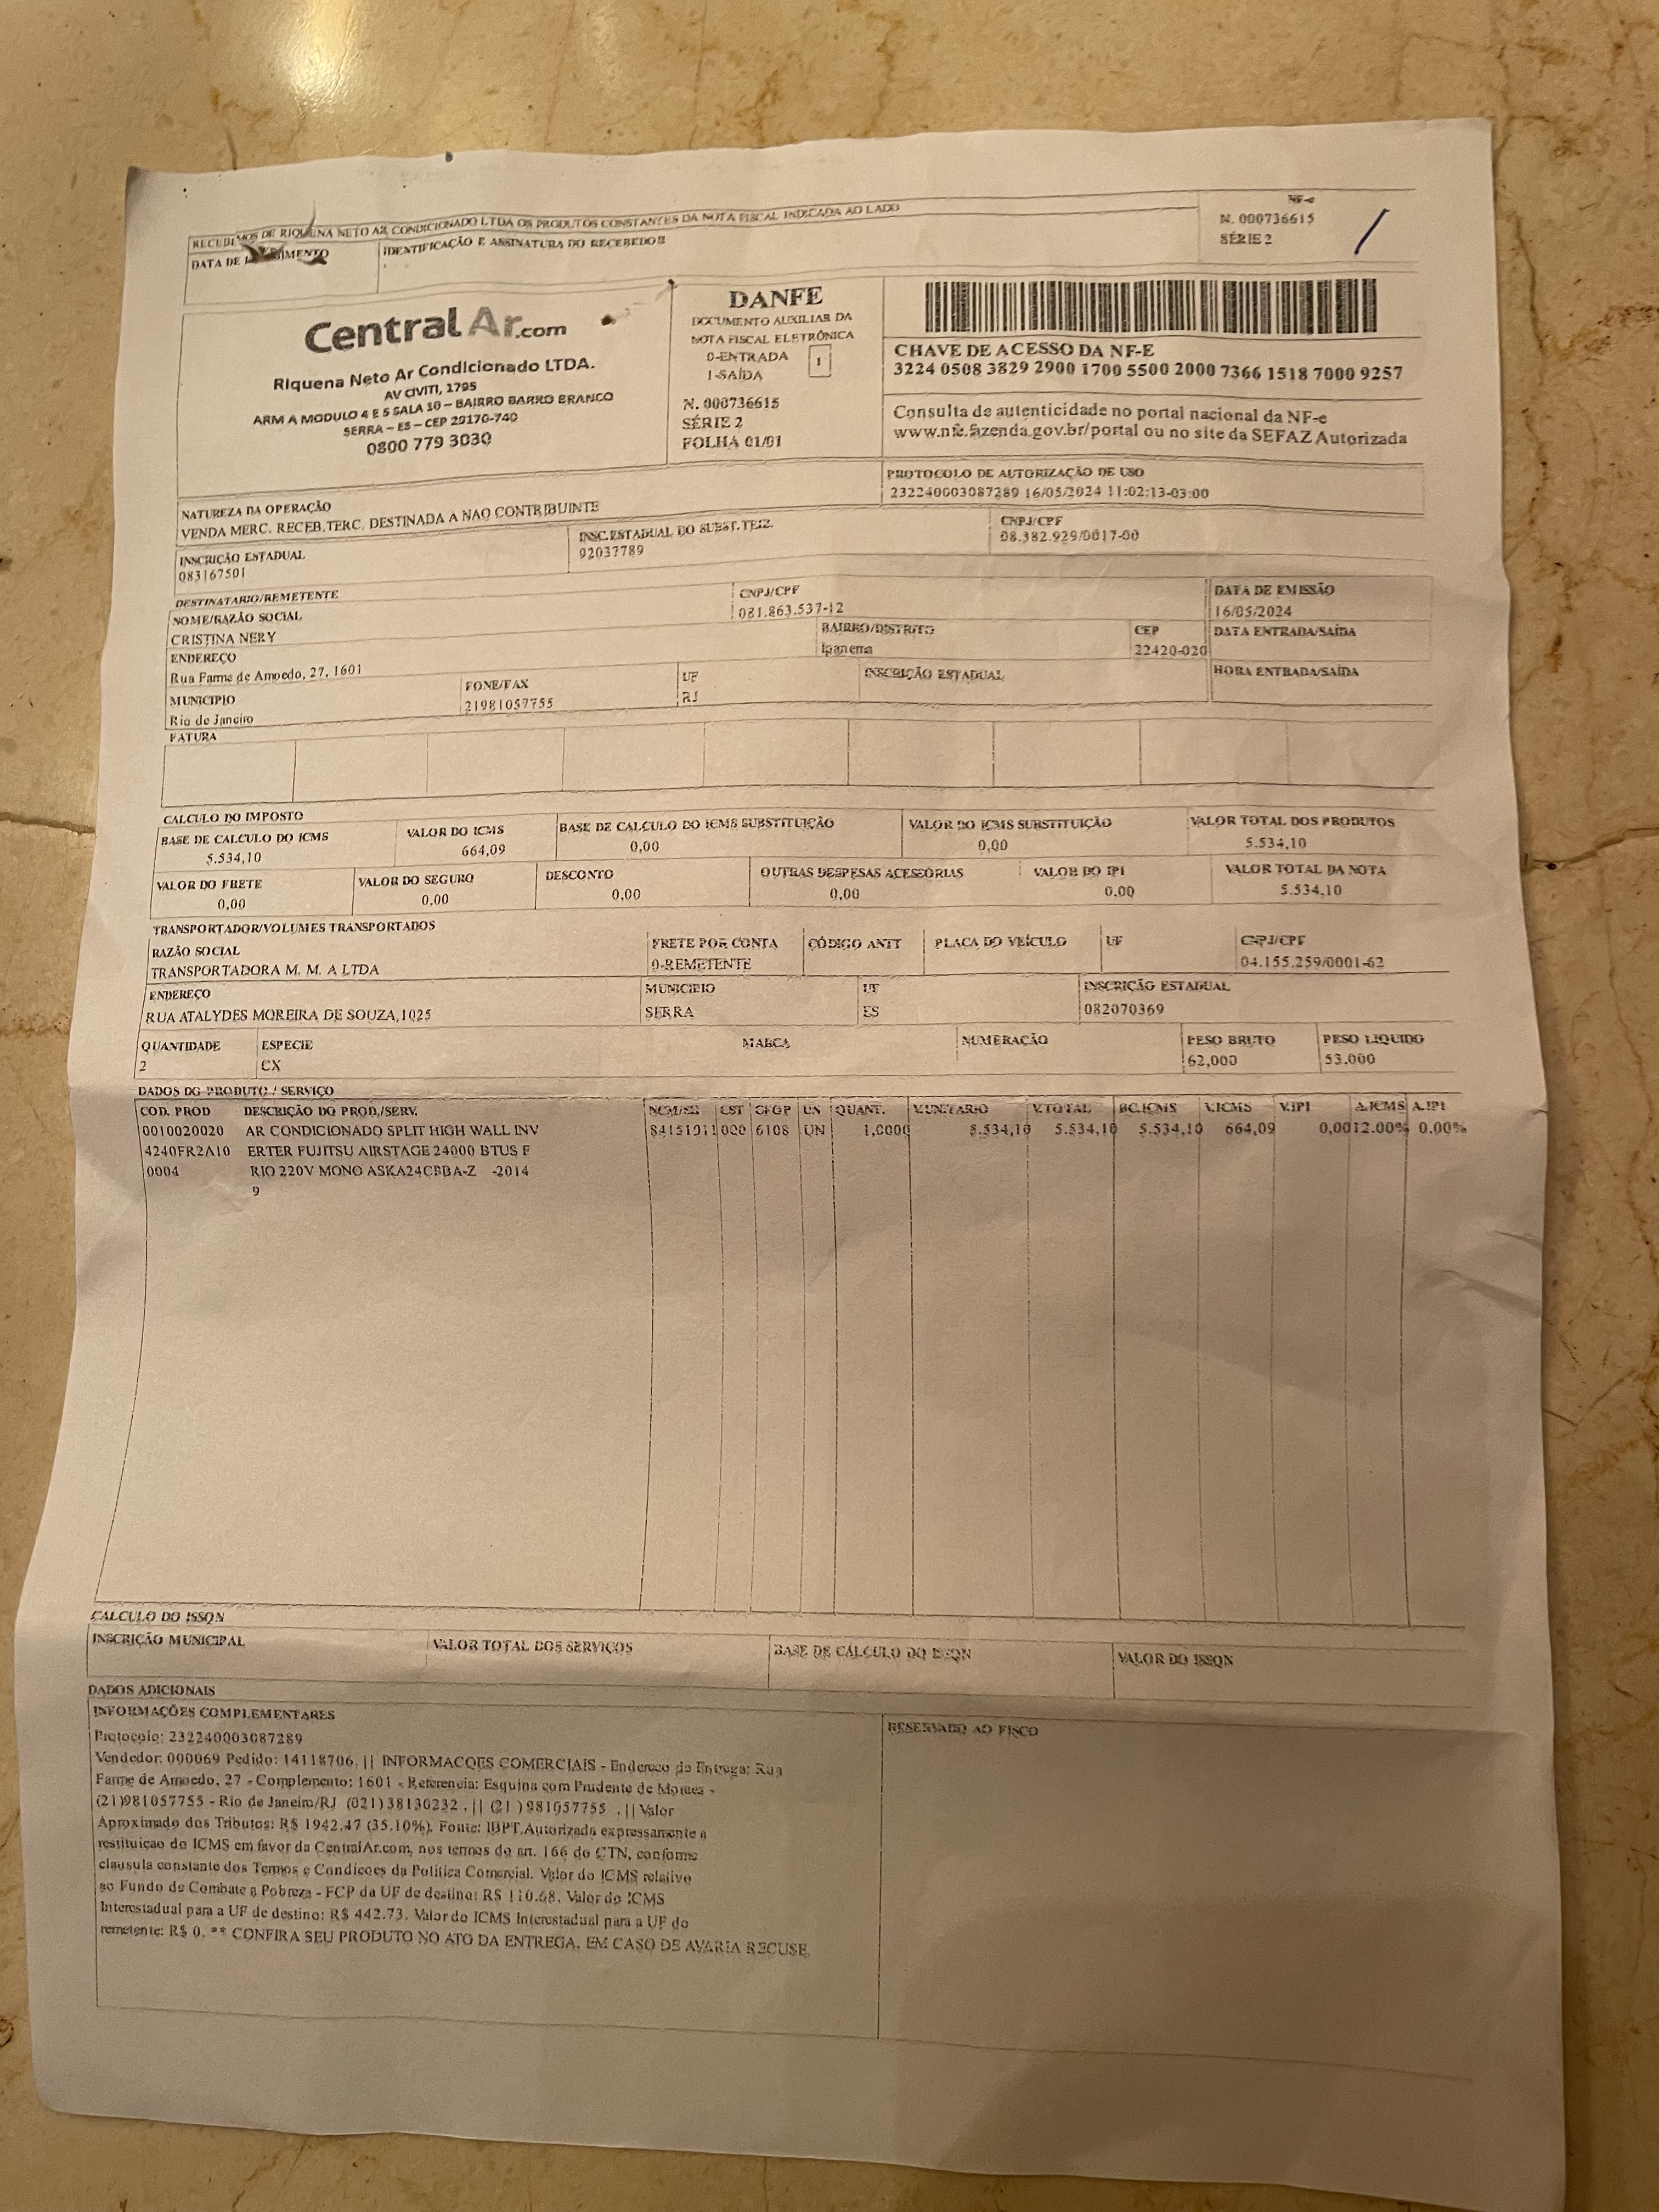 RECEBEMOS DE RIQUENA NETO AR CONDICIONADO LTDA OS PRODUTOS CONSTANTES DA NOTA FISCAL INDICADA AO LADO
NF-e
N. 000736615
SÉRIE 2
DATA DE
IDENTIFICAÇÃO E ASSINATURA DO RECEBEDOR
CentralAr.com
Riquena Neto Ar Condicionado LTDA.
AV CIVITI, 1795
ARM A MODULO 4 E 5 SALA 10 – BAIRRO BARRO BRANCO
SERRA – ES – CEP 29170-740
0800 779 3030
DANFE
DOCUMENTO AUXILIAR DA
NOTA FISCAL ELETRÔNICA
0-ENTRADA
1-SAÍDA
1
N. 000736615
SÉRIE 2
FOLHA 01/01
CHAVE DE ACESSO DA NF-E
3224 0508 3829 2900 1700 5500 2000 7366 1518 7000 9257
Consulta de autenticidade no portal nacional da NF-e
www.nfe.fazenda.gov.br/portal ou no site da SEFAZ Autorizada
NATUREZA DA OPERAÇÃO
VENDA MERC. RECEB.TERC. DESTINADA A NAO CONTRIBUINTE
PROTOCOLO DE AUTORIZAÇÃO DE USO
232240003087289 16/05/2024 11:02:13-03:00
INSCRIÇÃO ESTADUAL
083167501
INSC.ESTADUAL DO SUBST.TRIB.
92037789
CNPJ/CPF
08.382.929/0017-00
DESTINATARIO/REMETENTE
NOME/RAZÃO SOCIAL
CRISTINA NERY
CNPJ/CPF
081.863.537-12
DATA DE EMISSÃO
16/05/2024
ENDEREÇO
Rua Farme de Amoedo, 27, 1601
BAIRRO/DISTRITO
Ipanema
CEP
22420-020
DATA ENTRADA/SAÍDA
MUNICIPIO
Rio de Janeiro
FONE/FAX
21981057755
UF
RJ
INSCRIÇÃO ESTADUAL
HORA ENTRADA/SAÍDA
FATURA
CALCULO DO IMPOSTO
BASE DE CALCULO DO ICMS
5.534,10
VALOR DO ICMS
664,09
BASE DE CALCULO DO ICMS SUBSTITUIÇÃO
0,00
VALOR DO ICMS SUBSTITUIÇÃO
0,00
VALOR TOTAL DOS PRODUTOS
5.534,10
VALOR DO FRETE
0,00
VALOR DO SEGURO
0,00
DESCONTO
0,00
OUTRAS DESPESAS ACESSÓRIAS
0,00
VALOR DO IPI
0,00
VALOR TOTAL DA NOTA
5.534,10
TRANSPORTADOR/VOLUMES TRANSPORTADOS
RAZÃO SOCIAL
TRANSPORTADORA M. M. A LTDA
FRETE POR CONTA
0-REMETENTE
CÓDIGO ANTT
PLACA DO VEÍCULO
UF
CNPJ/CPF
04.155.259/0001-62
ENDEREÇO
RUA ATALYDES MOREIRA DE SOUZA,1025
MUNICIPIO
SERRA
UF
ES
INSCRIÇÃO ESTADUAL
082070369
QUANTIDADE
2
ESPECIE
CX
MARCA
NUMERAÇÃO
PESO BRUTO
62,000
PESO LIQUIDO
53.000
DADOS DO PRODUTO / SERVIÇO
COD. PROD DESCRIÇÃO DO PROD./SERV. NCM/SH CST CFOP UN QUANT. V.UNITARIO V.TOTAL BC.ICMS V.ICMS V.IPI A.ICMS A.IPI
0010020020 AR CONDICIONADO SPLIT HIGH WALL INV 84151011 000 6108 UN 1,0000 5.534,10 5.534,10 5.534,10 664,09 0,00 12.00% 0.00%
4240FR2A10 ERTER FUJITSU AIRSTAGE 24000 BTUS F
0004 RIO 220V MONO ASKA24CBBA-Z -2014
9
CALCULO DO ISSQN
INSCRIÇÃO MUNICIPAL
VALOR TOTAL DOS SERVIÇOS
BASE DE CÁLCULO DO ISSQN
VALOR DO ISSQN
DADOS ADICIONAIS
INFORMAÇÕES COMPLEMENTARES
RESERVADO AO FISCO
Protocolo: 232240003087289
Vendedor: 000069 Pedido: 14118706, || INFORMACOES COMERCIAIS - Endereco de Entrega: Rua
Farme de Amoedo, 27 - Complemento: 1601 - Referencia: Esquina com Prudente de Moraes -
(21)981057755 - Rio de Janeiro/RJ (021)38130232 , || (21 ) 981057755 , || Valor
Aproximado dos Tributos: R$ 1942,47 (35.10%). Fonte: IBPT.Autorizada expressamente a
restituicao do ICMS em favor da CentralAr.com, nos termos do art. 166 do CTN, conforme
clausula constante dos Termos e Condicoes da Politica Comercial. Valor do ICMS relativo
ao Fundo de Combate a Pobreza - FCP da UF de destino: R$ 110.68. Valor do ICMS
Interestadual para a UF de destino: R$ 442.73. Valor do ICMS Interestadual para a UF do
remetente: R$ 0. ** CONFIRA SEU PRODUTO NO ATO DA ENTREGA, EM CASO DE AVARIA RECUSE.